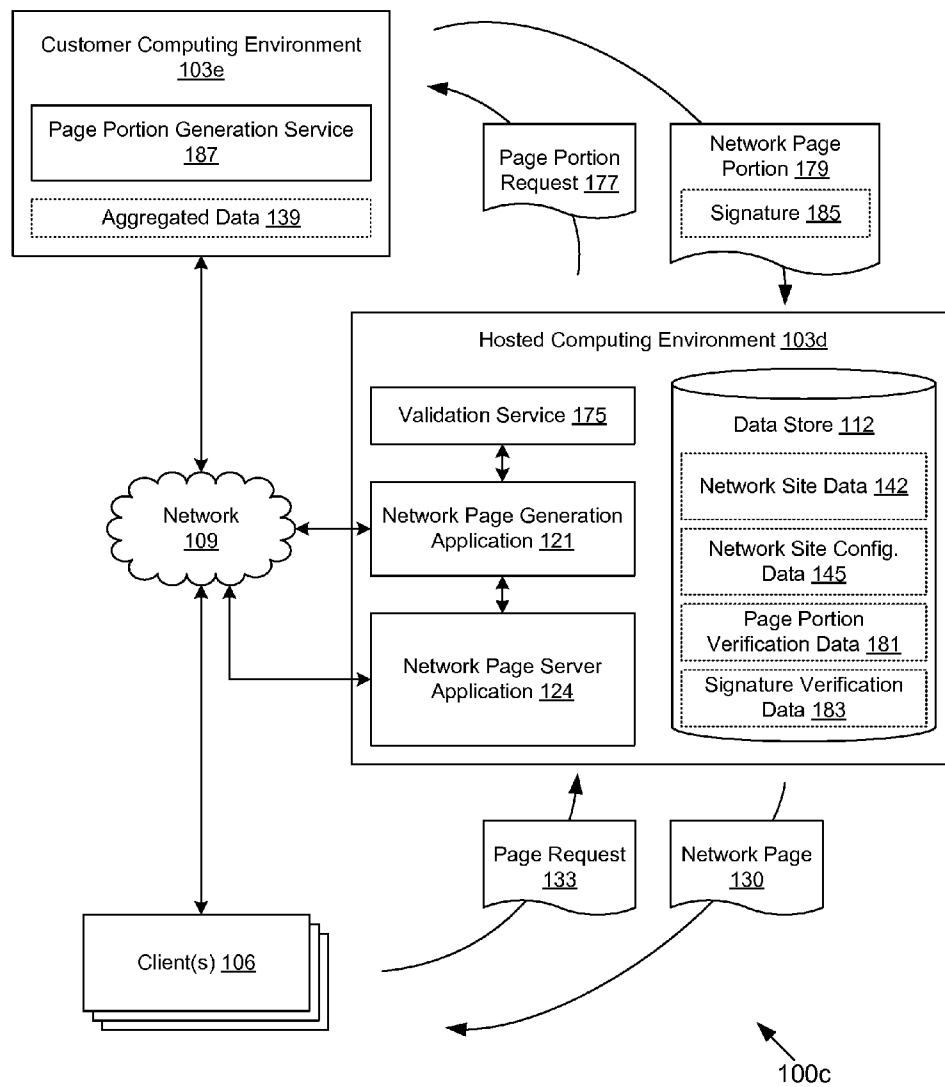 Customer Computing Environment
103e
Page Portion Generation Service
187
Aggregated Data 139
Page Portion
Request 177
Network Page
Portion 179
Signature 185
Hosted Computing Environment 103d
Validation Service 175
Network Page Generation
Application 121
Network Page Server
Application 124
Data Store 112
Network Site Data 142
Network Site Config.
Data 145
Page Portion
Verification Data 181
Signature Verification
Data 183
Network
109
Page Request
133
Network Page
130
Client(s) 106
100c